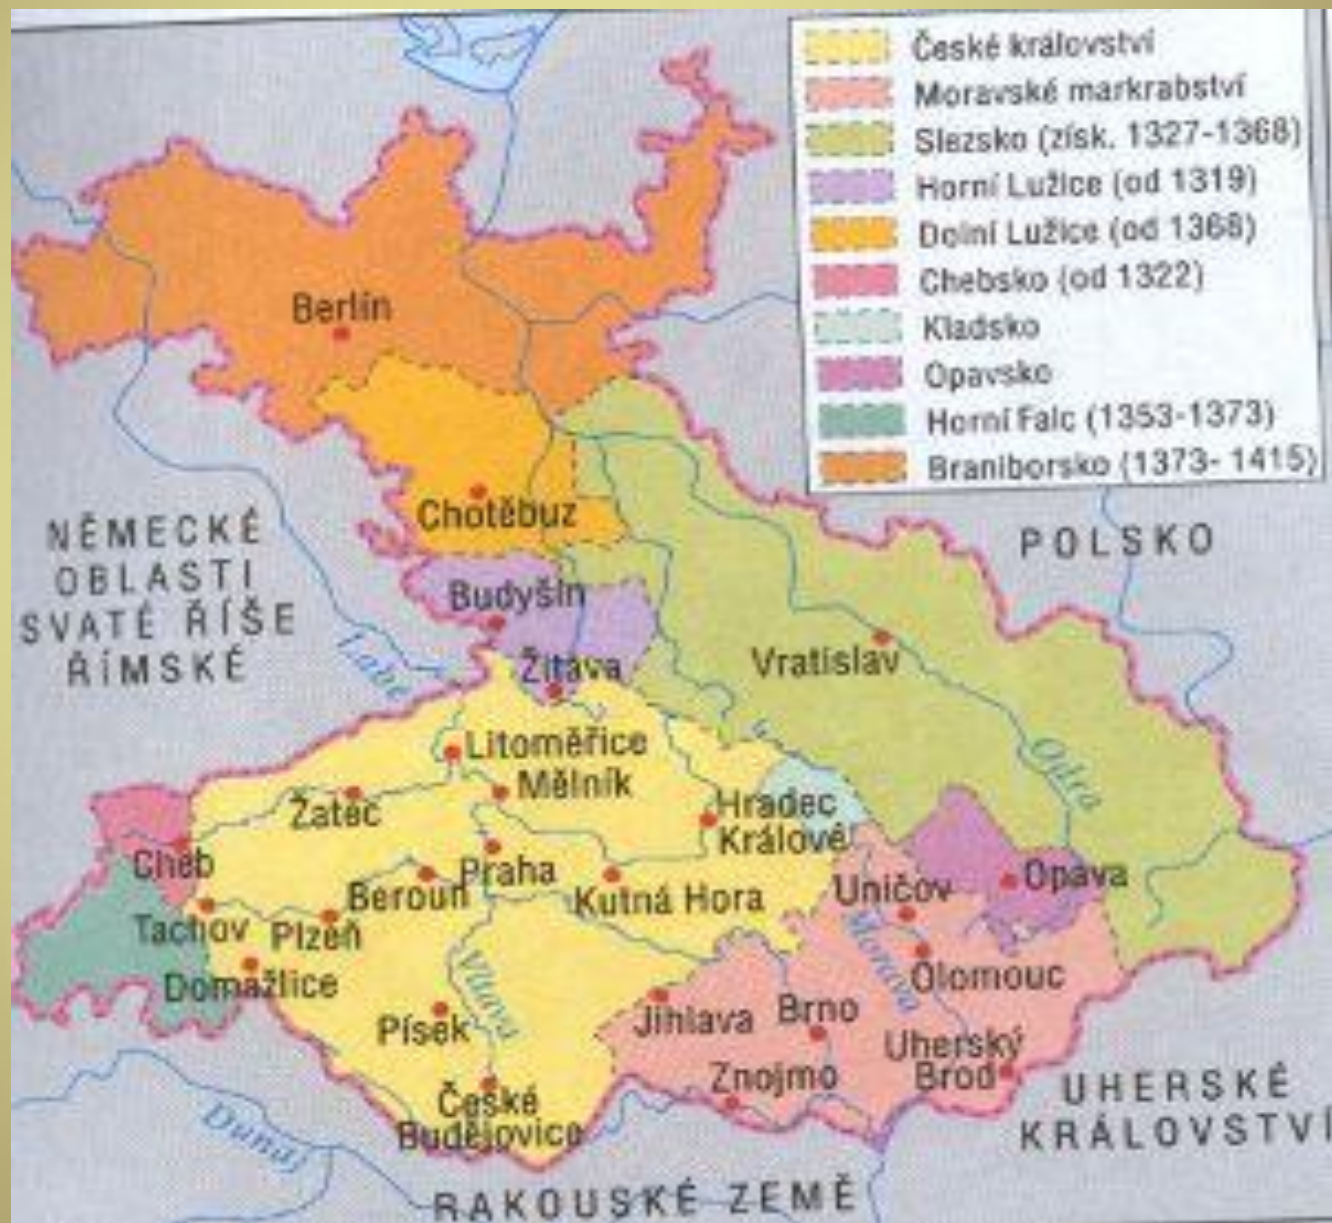 České království
Moravské markrabství
Slezsko (získ. 1327-1368)
Horní Lužice (od 1319)
Dolní Lužice (od 1368)
Chebsko (od 1322)
Kladsko
Opavsko
Horní Falc (1353-1373)
Braniborsko (1373- 1415)
Berlín
Chotěbuz
NĚMECKÉ
OBLASTI
SVATÉ ŘÍŠE
ŘÍMSKÉ
POLSKO
Budyšín
Labe
Žitava
Vratislav
Odra
Litoměřice
Mělník
Žatec
Hradec
Králové
Cheb
Praha
Beroun
Kutná Hora
Uničov
Opava
Tachov
Plzeň
Morava
Olomouc
Domažlice
Vltava
Písek
Jihlava
Brno
Uherský
Brod
Znojmo
České
Budějovice
UHERSKÉ
KRÁLOVSTVÍ
Dunaj
RAKOUSKÉ ZEMĚ